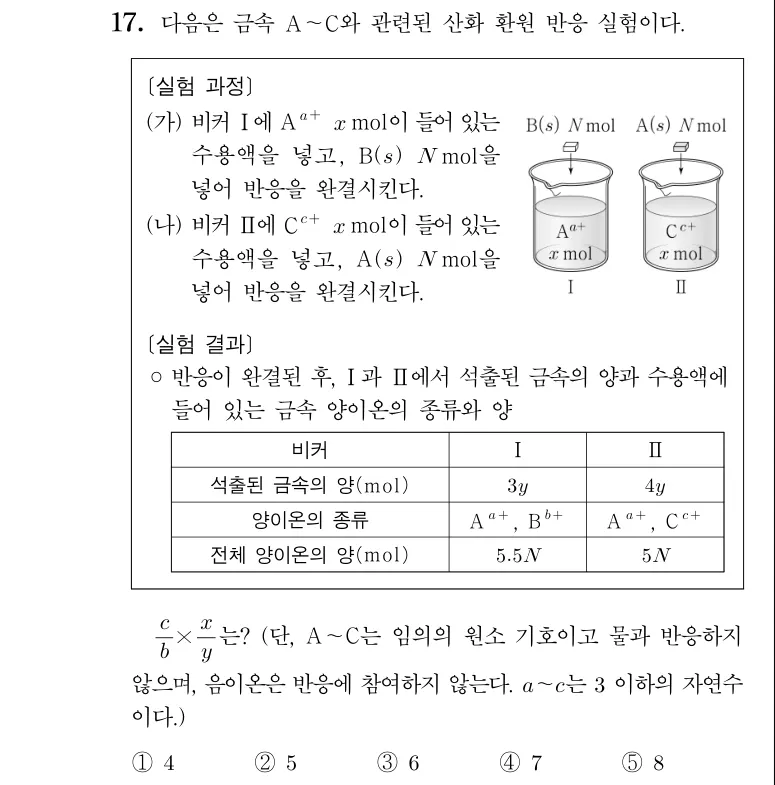 17. 다음은 금속 A~C와 관련된 산화 환원 반응 실험이다.
[실험 과정]
(가) 비커 Ⅰ에 Aᵃ⁺ x mol이 들어 있는
수용액을 넣고, B(s) N mol을
넣어 반응을 완결시킨다.
(나) 비커 Ⅱ에 Cᶜ⁺ x mol이 들어 있는
수용액을 넣고, A(s) N mol을
넣어 반응을 완결시킨다.
B(s) N mol A(s) N mol
Aᵃ⁺ Cᶜ⁺
x mol x mol
Ⅰ Ⅱ
[실험 결과]
○ 반응이 완결된 후, Ⅰ과 Ⅱ에서 석출된 금속의 양과 수용액에
들어 있는 금속 양이온의 종류와 양
비커 Ⅰ Ⅱ
석출된 금속의 양(mol) 3y 4y
양이온의 종류 Aᵃ⁺, Bᵇ⁺ Aᵃ⁺, Cᶜ⁺
전체 양이온의 양(mol) 5.5N 5N
c/b × x/y는? (단, A~C는 임의의 원소 기호이고 물과 반응하지
않으며, 음이온은 반응에 참여하지 않는다. a~c는 3 이하의 자연수
이다.)
① 4 ② 5 ③ 6 ④ 7 ⑤ 8